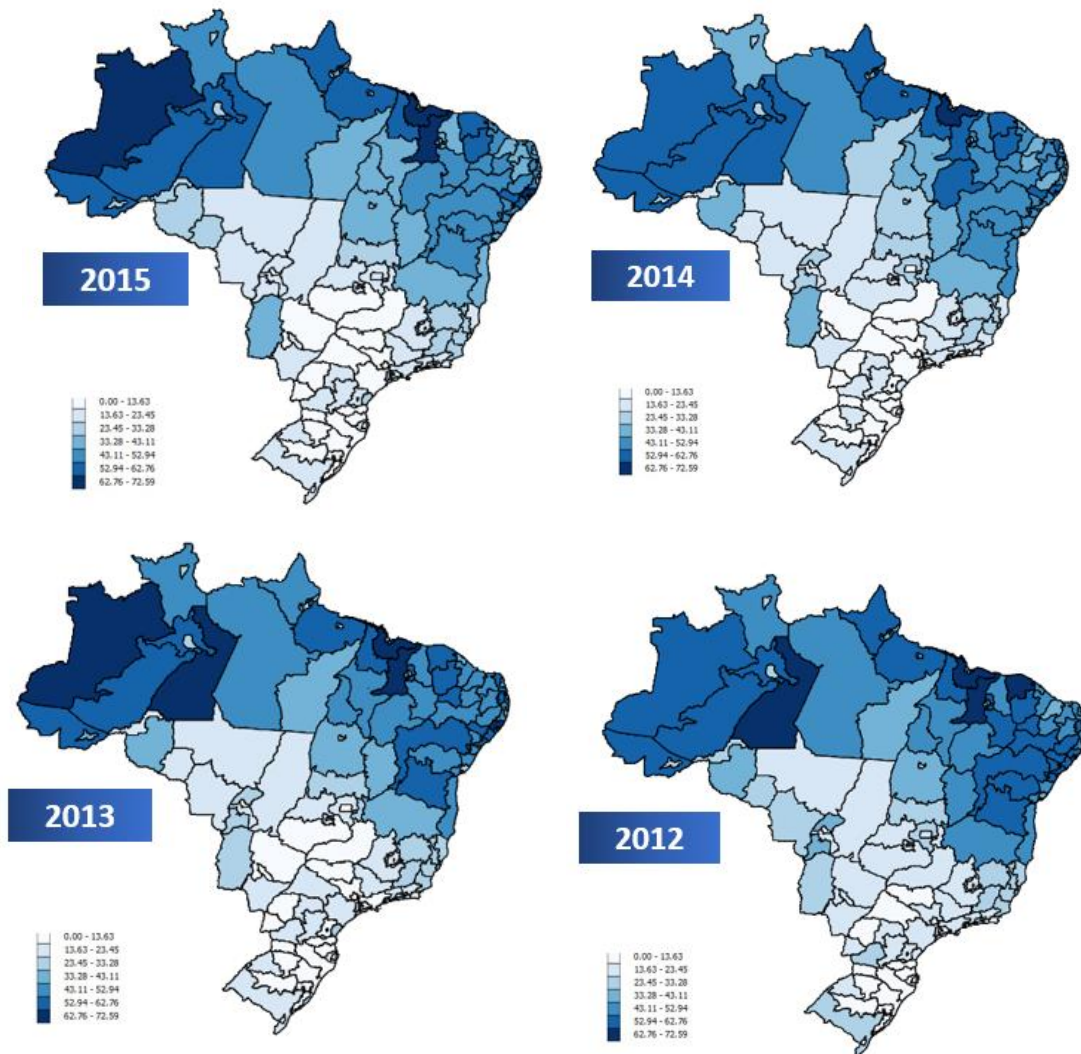 2015
0.00 - 13.63
13.63 - 23.45
23.45 - 33.28
33.28 - 43.11
43.11 - 52.94
52.94 - 62.76
62.76 - 72.59
2014
0.00 - 13.63
13.63 - 23.45
23.45 - 33.28
33.28 - 43.11
43.11 - 52.94
52.94 - 62.76
62.76 - 72.59
2013
0.00 - 13.63
13.63 - 23.45
23.45 - 33.28
33.28 - 43.11
43.11 - 52.94
52.94 - 62.76
62.76 - 72.59
2012
0.00 - 13.63
13.63 - 23.45
23.45 - 33.28
33.28 - 43.11
43.11 - 52.94
52.94 - 62.76
62.76 - 72.59